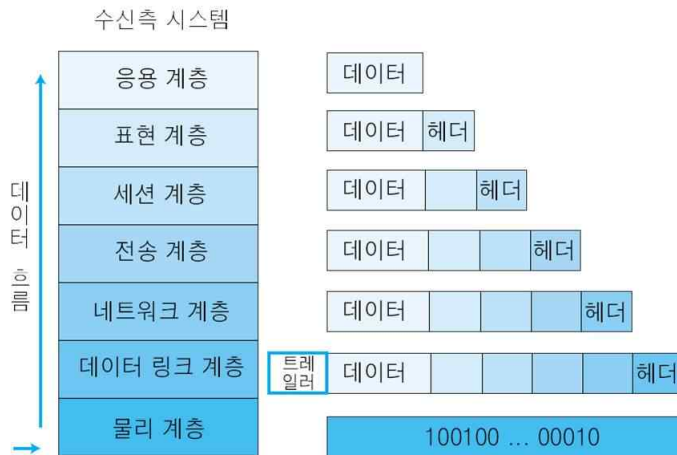 수신측 시스템
응용 계층
데이터
표현 계층
데이터 헤더
세션 계층
데이터 헤더
전송 계층
데이터 헤더
네트워크 계층
데이터 헤더
데이터 링크 계층
트레
일러
데이터 헤더
물리 계층
100100 ... 00010
데이터 흐름